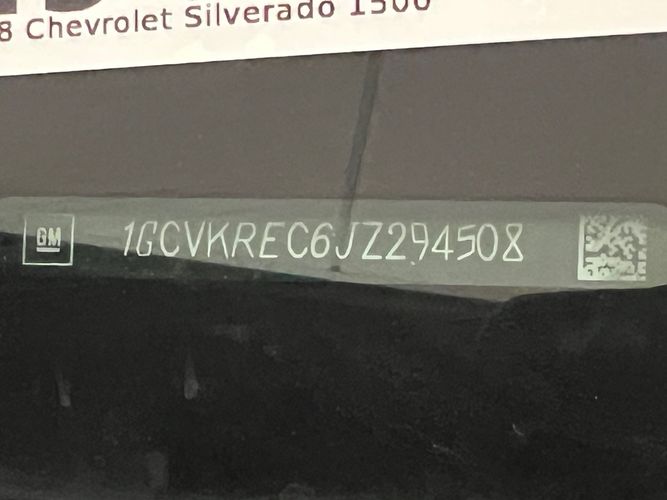 8 Chevrolet Silverado 1500
GM
1GCVKREC6JZ294508